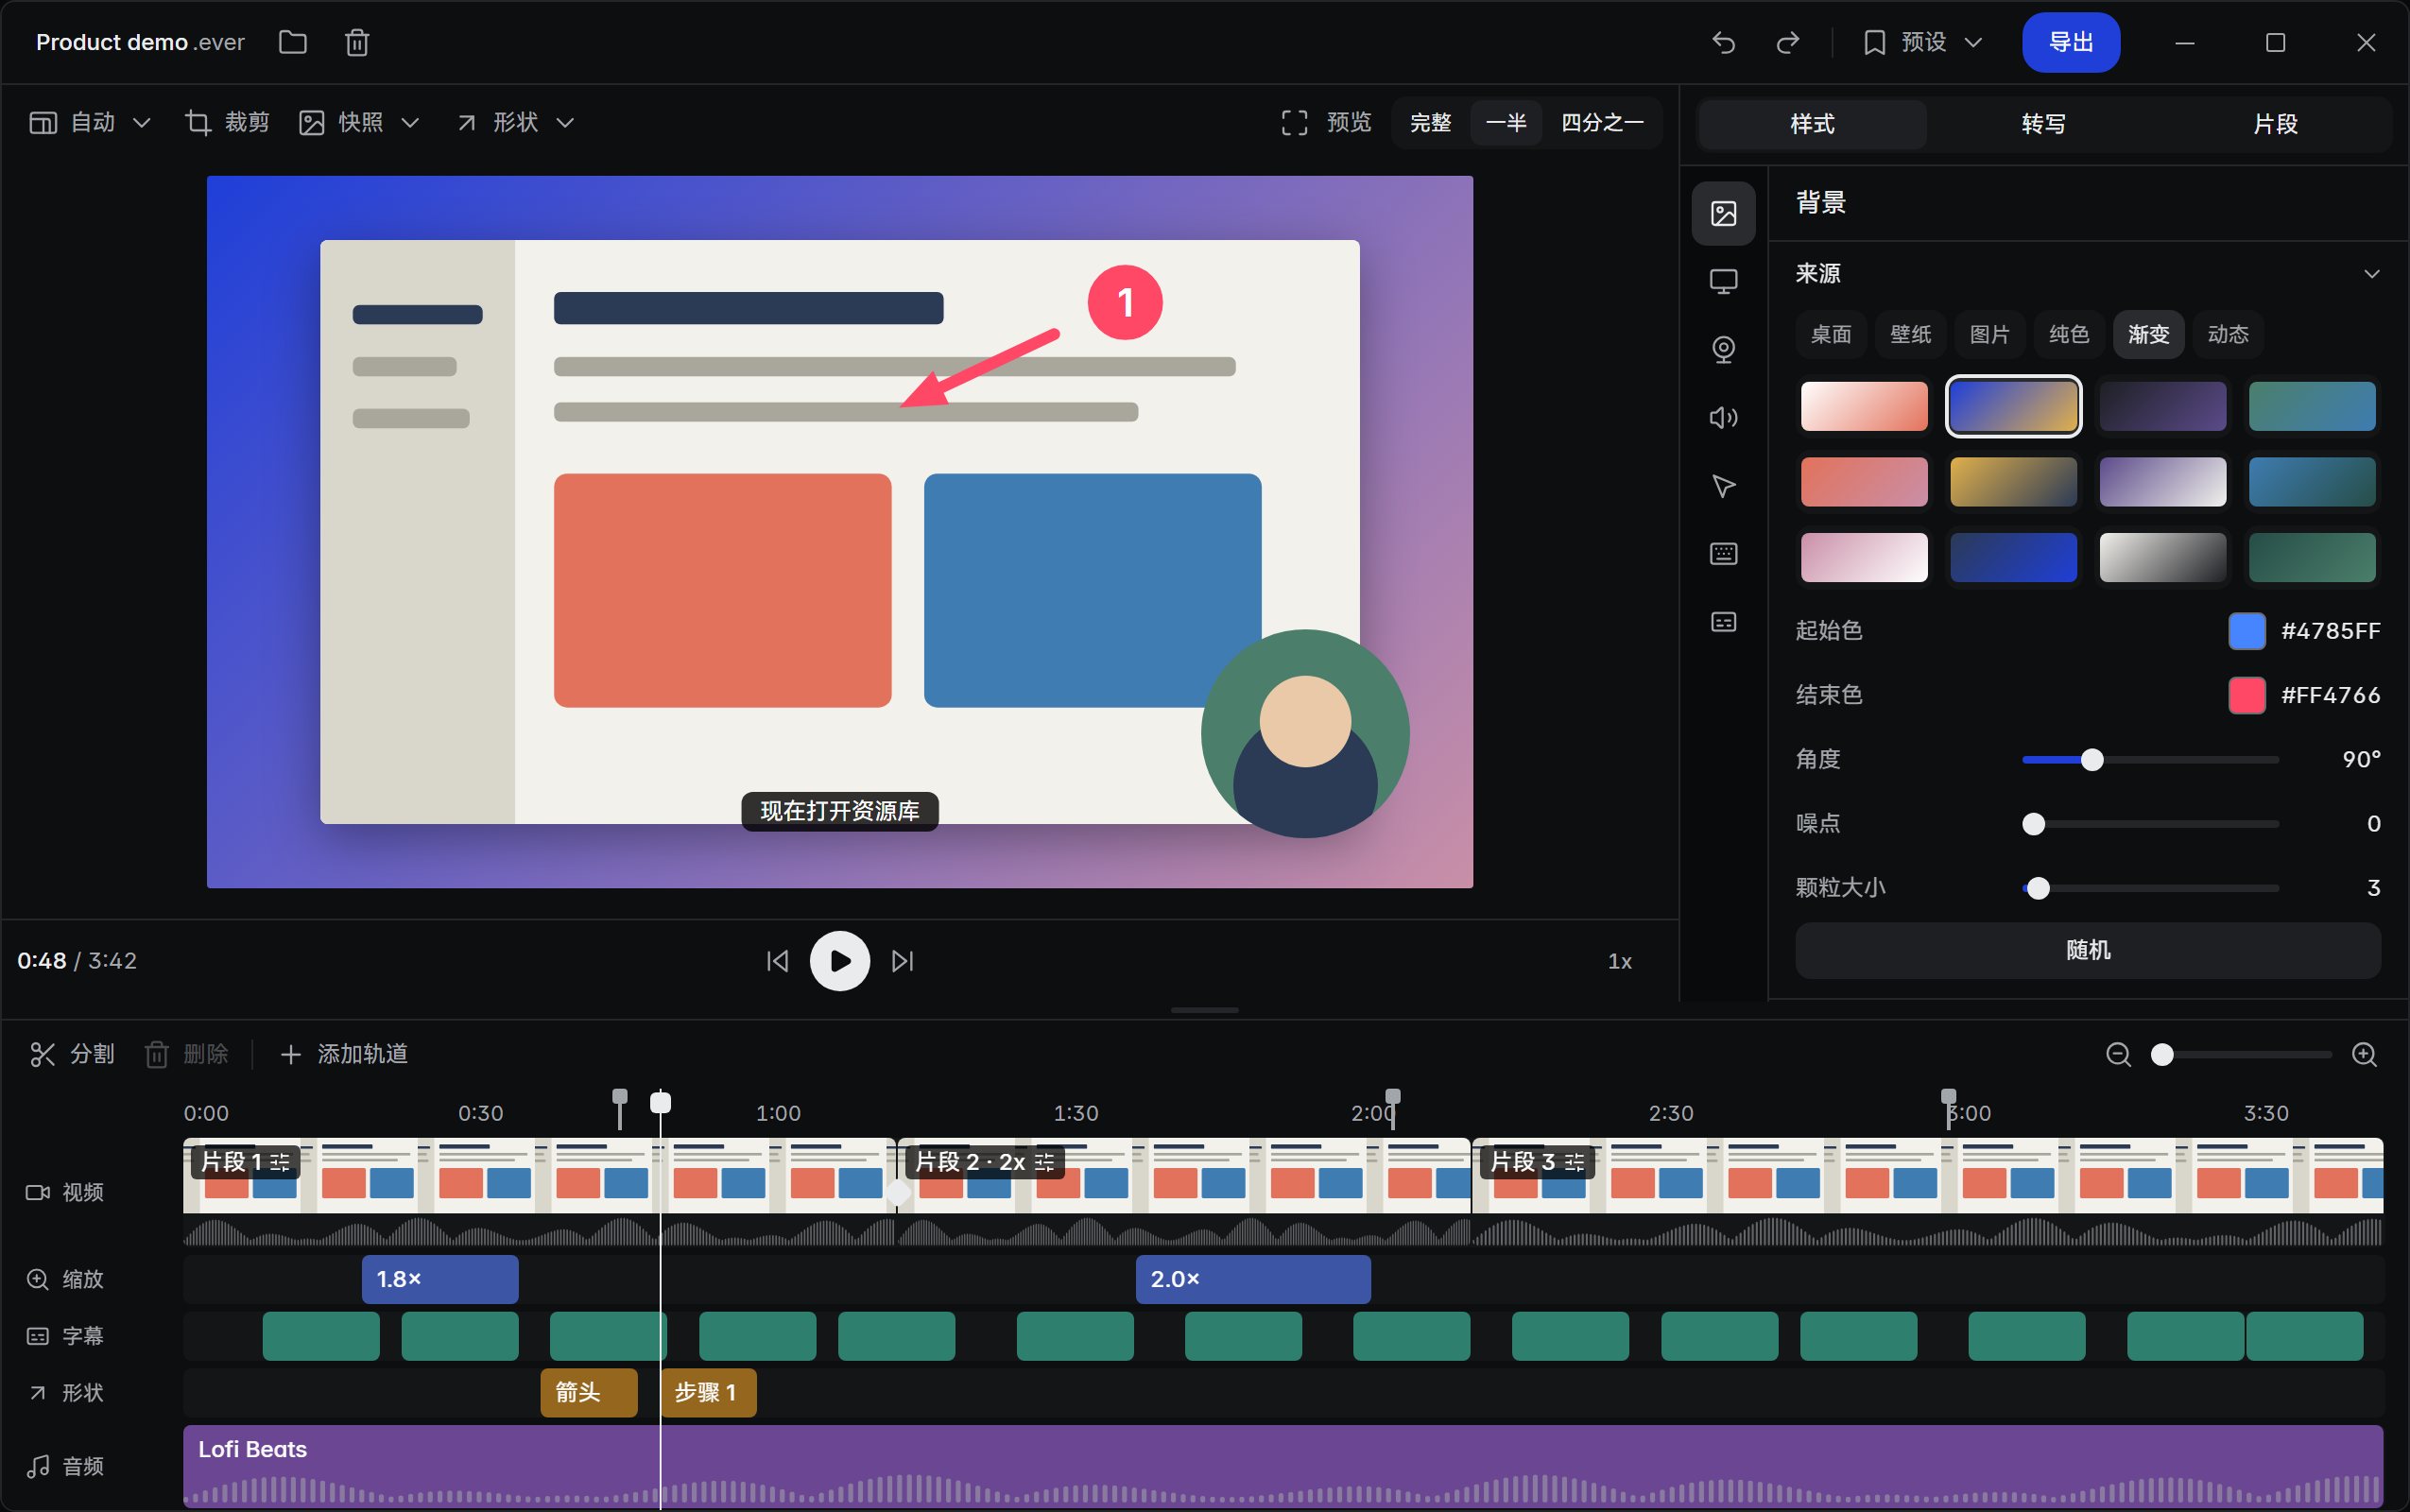 Product demo.ever
预设
导出
自动
裁剪
快照
形状
预览
完整
一半
四分之一
样式
转写
片段
背景
来源
桌面
壁纸
图片
纯色
渐变
动态
1
现在打开资源库
起始色
#4785FF
结束色
#FF4766
角度
90°
噪点
0
颗粒大小
3
随机
0:48 / 3:42
1x
分割
删除
添加轨道
0:00
0:30
1:00
1:30
2:00
2:30
3:00
3:30
视频
片段 1
片段 2 · 2x
片段 3
缩放
1.8×
2.0×
字幕
形状
箭头
步骤 1
音频
Lofi Beats